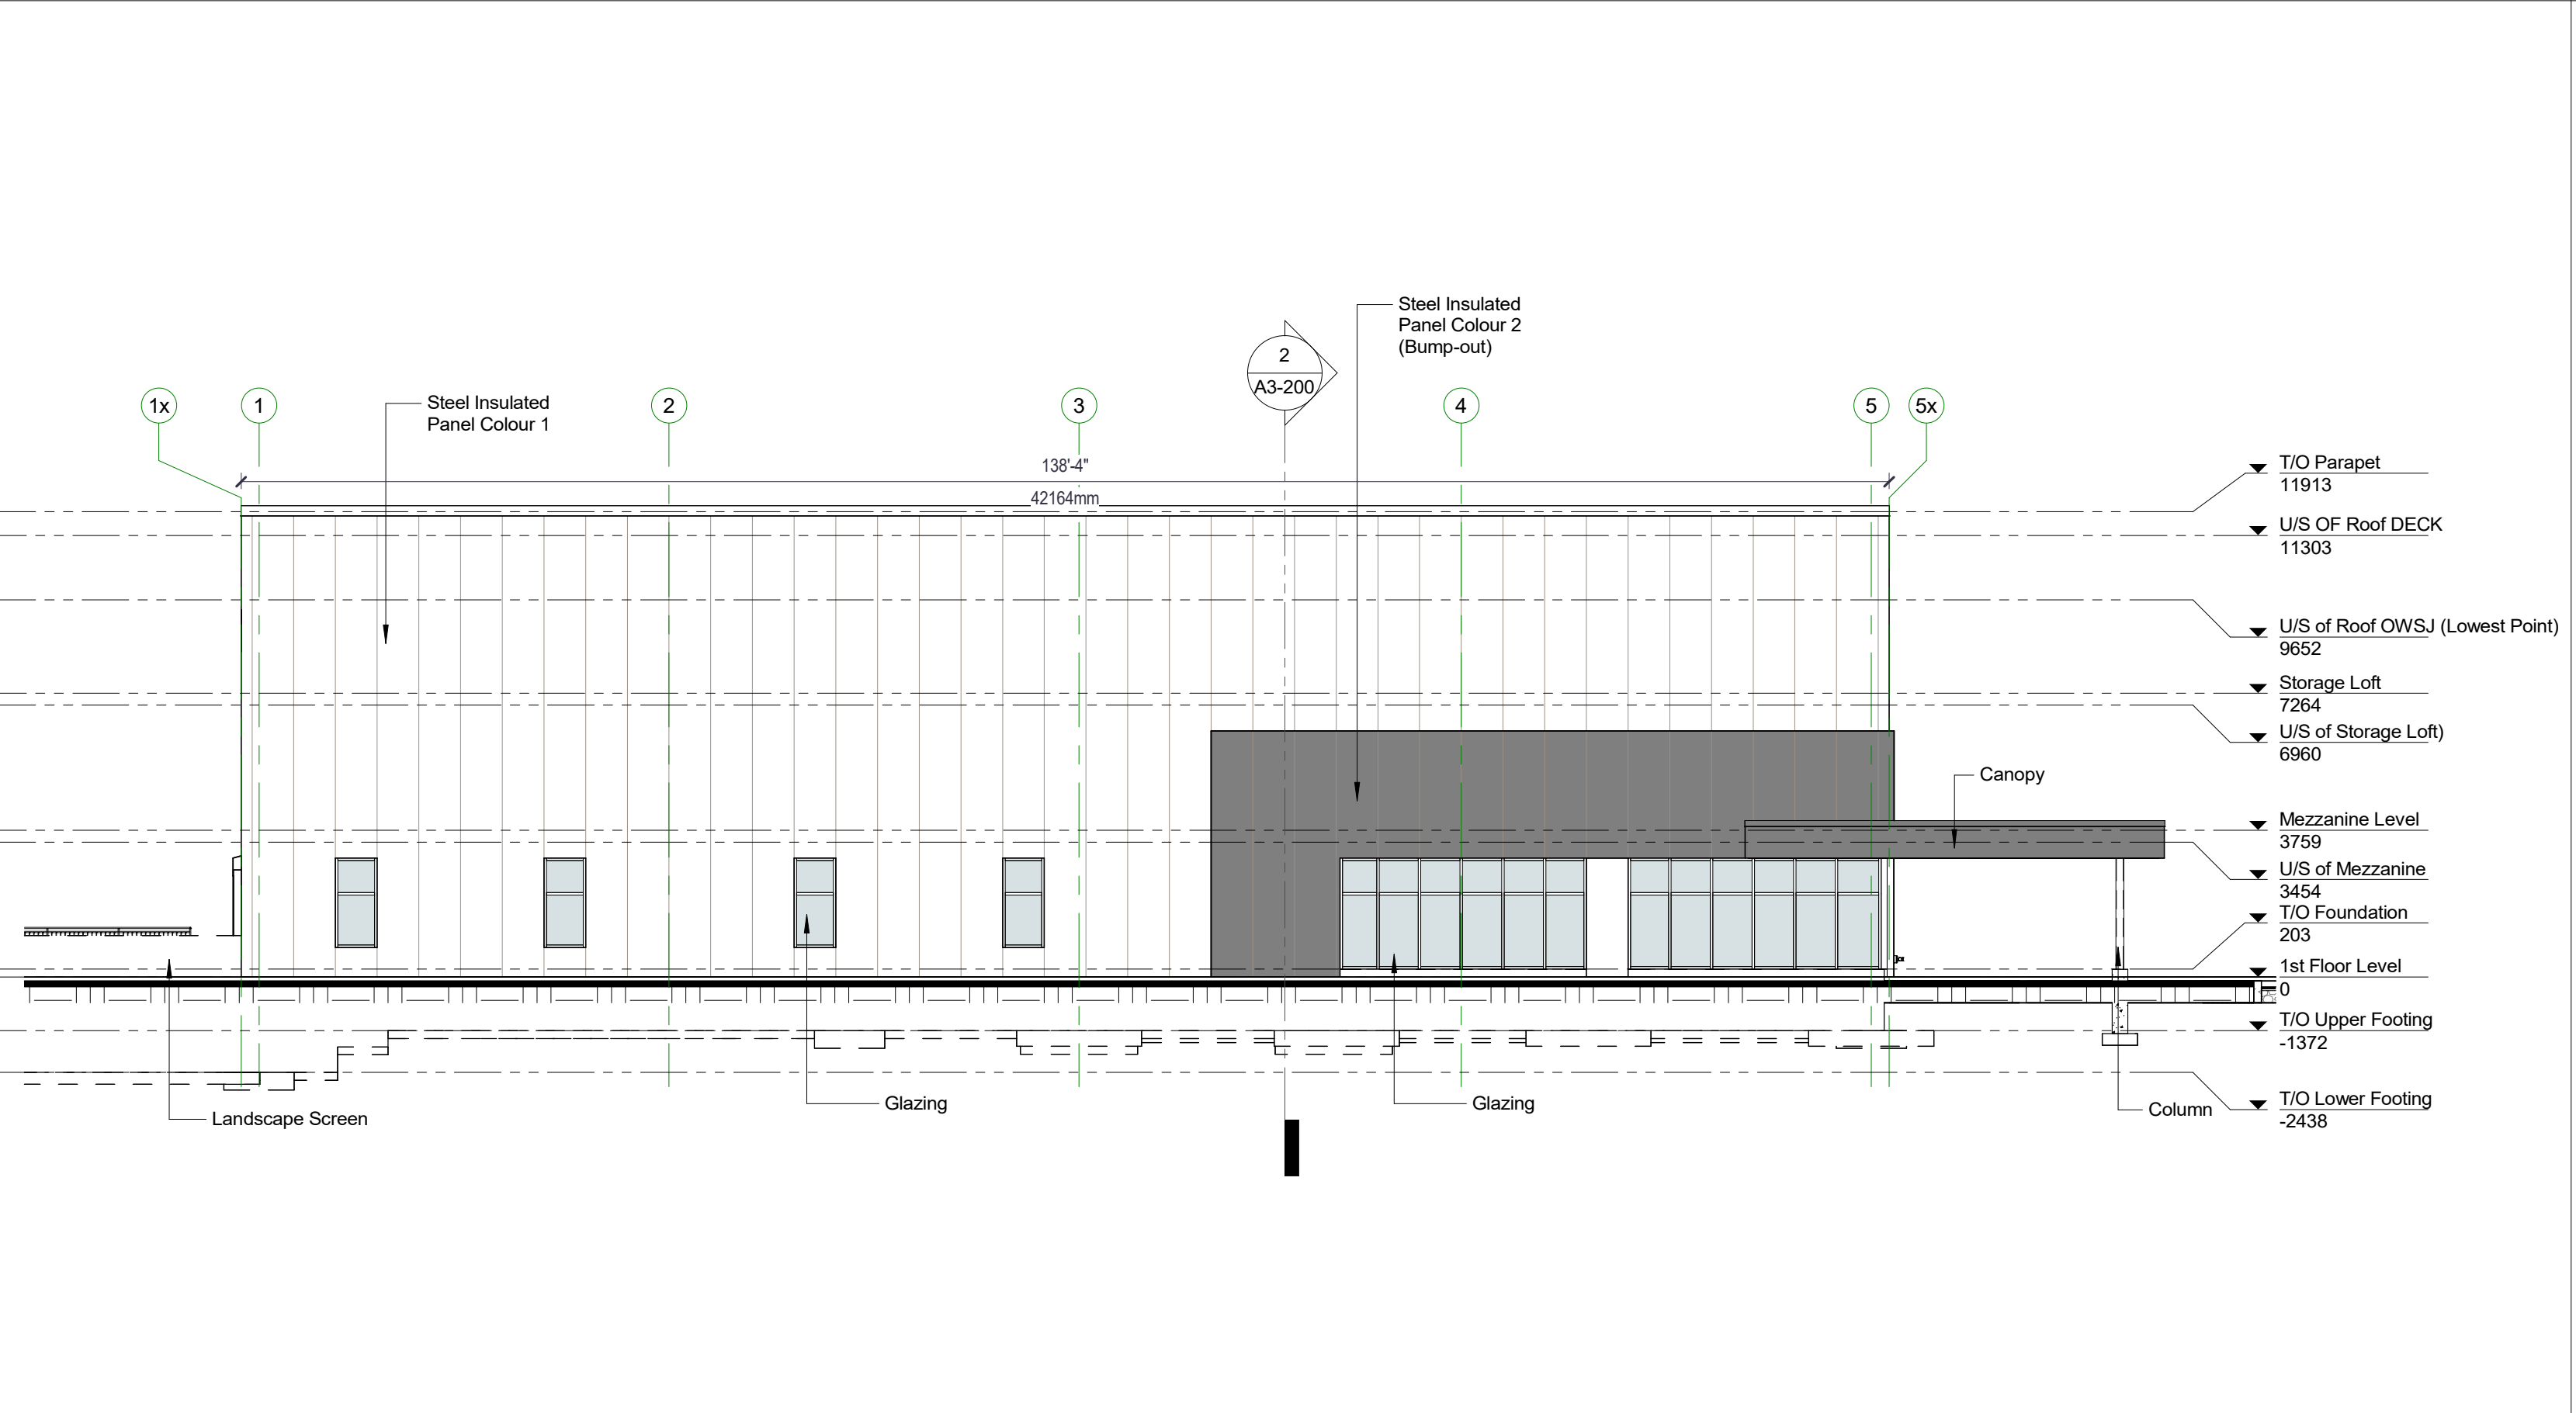 Steel Insulated
Panel Colour 2
(Bump-out)
2
A3-200
1x
1
Steel Insulated
Panel Colour 1
2
3
4
5
5x
138'-4"
42164mm
T/O Parapet
11913
U/S OF Roof DECK
11303
U/S of Roof OWSJ (Lowest Point)
9652
Storage Loft
7264
U/S of Storage Loft)
6960
Canopy
Mezzanine Level
3759
U/S of Mezzanine
3454
T/O Foundation
203
1st Floor Level
0
T/O Upper Footing
-1372
T/O Lower Footing
-2438
Landscape Screen
Glazing
Glazing
Column